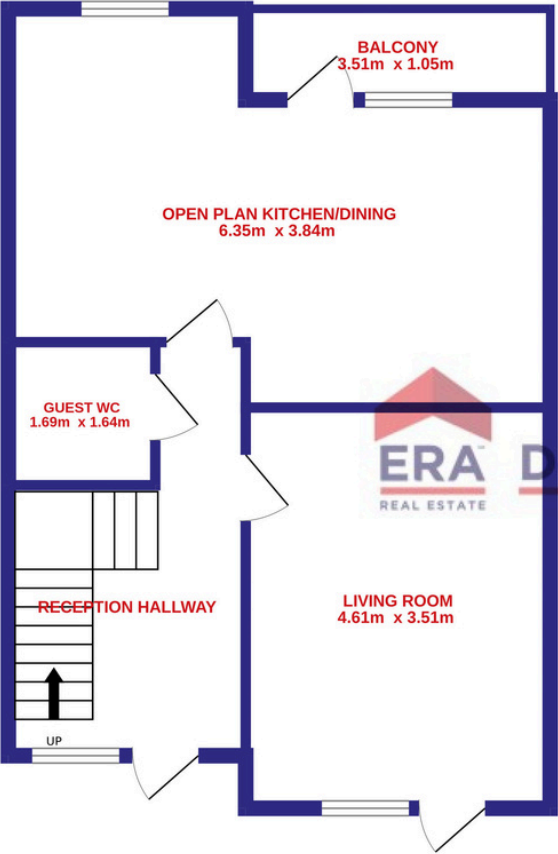 BALCONY
3.51m x 1.05m
OPEN PLAN KITCHEN/DINING
6.35m x 3.84m
GUEST WC
1.69m x 1.64m
ERA™ D
REAL ESTATE
RECEPTION HALLWAY
LIVING ROOM
4.61m x 3.51m
UP